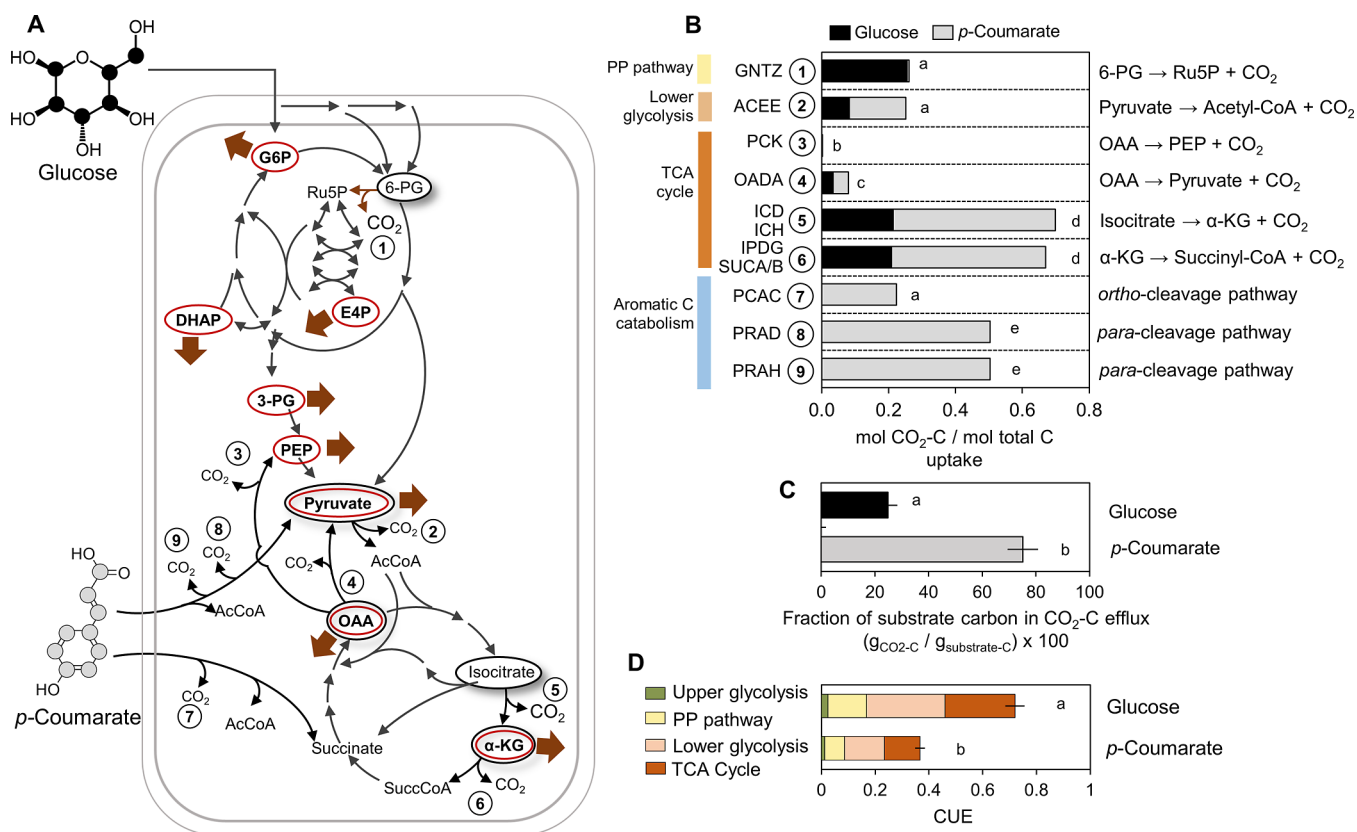 A
OH
HO
O
HO
OH
OH
Glucose
G6P
6-PG
Ru5P
CO2
1
DHAP
E4P
3-PG
PEP
3
CO2
Pyruvate
CO2
2
8
9
CO2
CO2
CO2
AcCoA
4
HO
O
AcCoA
OAA
HO
p-Coumarate
Isocitrate
5
CO2
CO2
7
AcCoA
Succinate
α-KG
SuccCoA
CO2
6
B
Glucose
p-Coumarate
PP pathway
GNTZ
1
a
6-PG → Ru5P + CO2
Lower
glycolysis
ACEE
2
a
Pyruvate → Acetyl-CoA + CO2
TCA
cycle
PCK
3
b
OAA → PEP + CO2
OADA
4
c
OAA → Pyruvate + CO2
ICD
ICH
5
d
Isocitrate → α-KG + CO2
IPDG
SUCA/B
6
d
α-KG → Succinyl-CoA + CO2
Aromatic C
catabolism
PCAC
7
a
ortho-cleavage pathway
PRAD
8
e
para-cleavage pathway
PRAH
9
e
para-cleavage pathway
0.0 0.2 0.4 0.6 0.8
mol CO2-C / mol total C
uptake
C
a
Glucose
b
p-Coumarate
0 20 40 60 80 100
Fraction of substrate carbon in CO2-C efflux
(gCO2-C / gsubstrate-C) x 100
D
Upper glycolysis
PP pathway
Lower glycolysis
TCA Cycle
a
Glucose
b
p-Coumarate
0 0.2 0.4 0.6 0.8 1
CUE